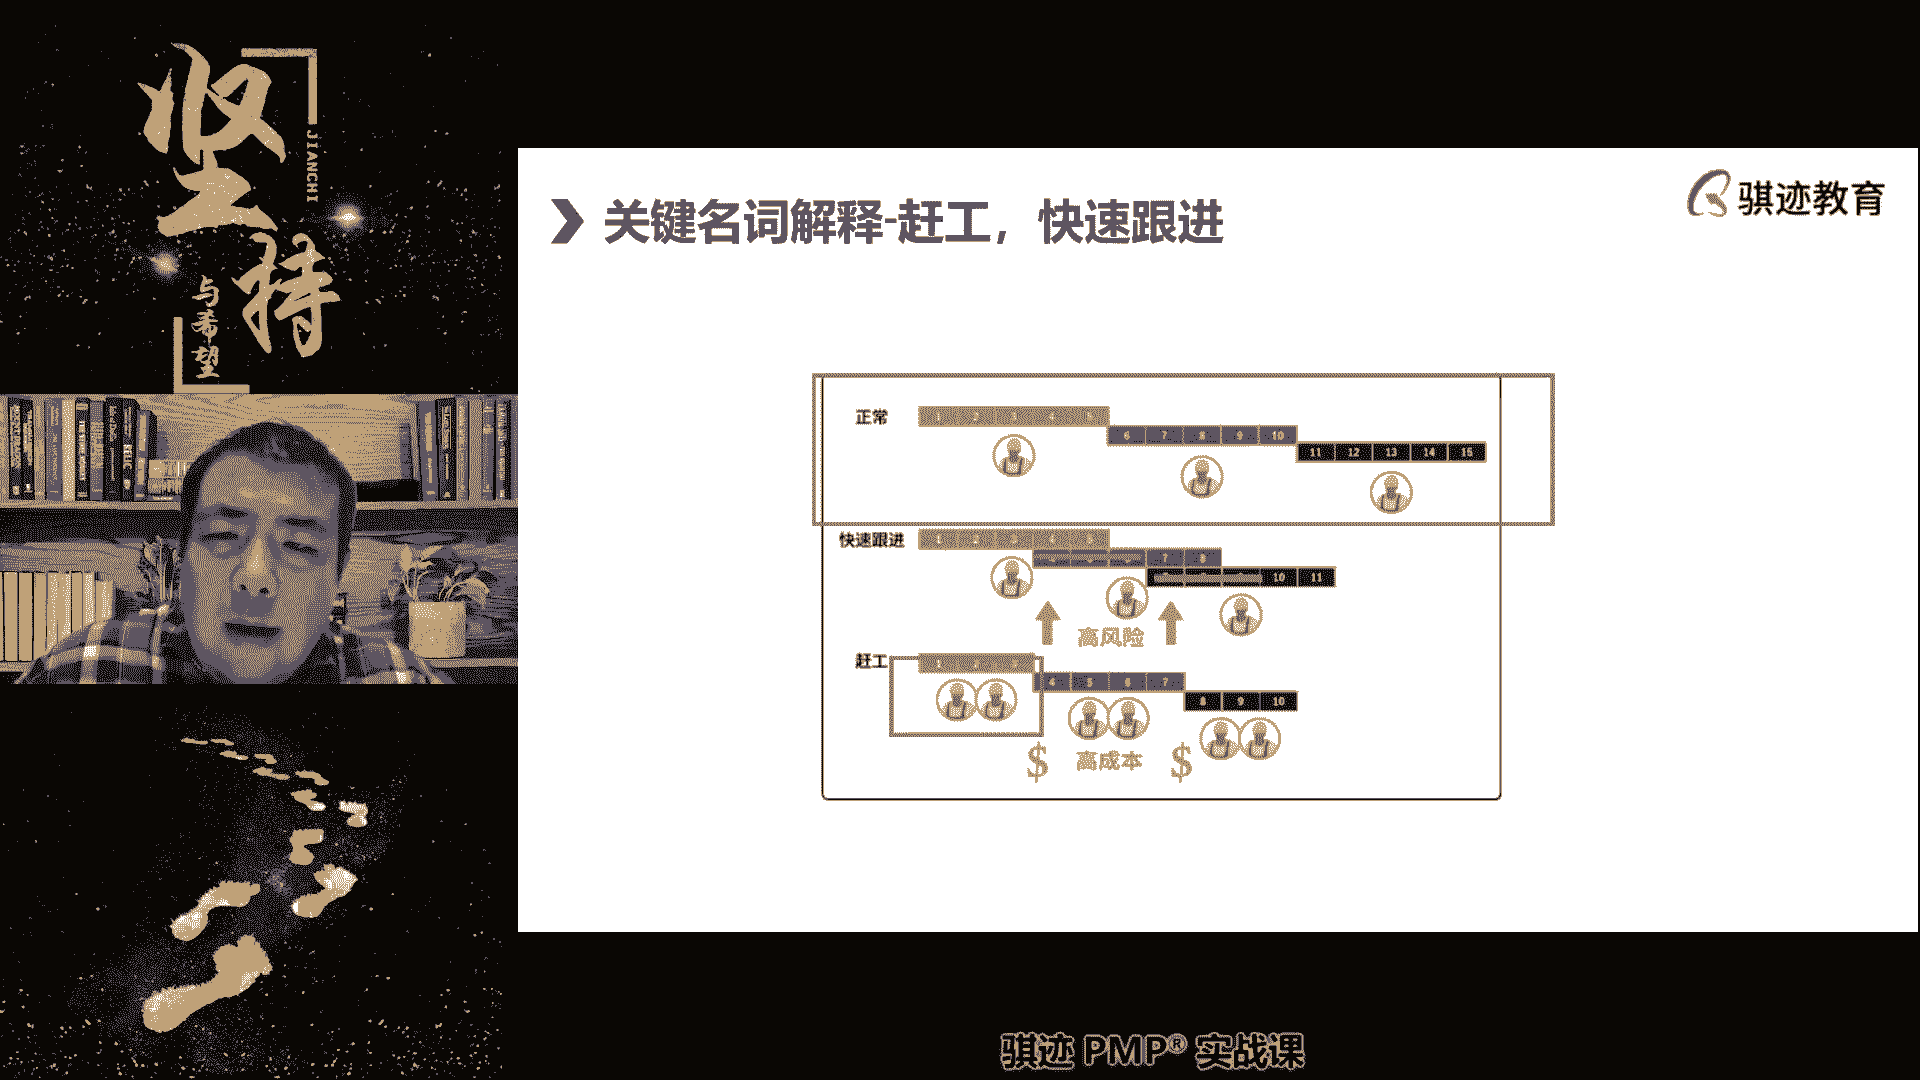 坚持
JIANCHI
与希望
骐迹教育
关键名词解释-赶工，快速跟进
正常
1 2 3 4 5
6 7 8 9 10
11 12 13 14 15
快速跟进
1 2 3 4 5
7 8
10 11
高风险
赶工
1 2 3
4 5 6 7
8 9 10
$ 高成本 $
骐迹 PMP® 实战课